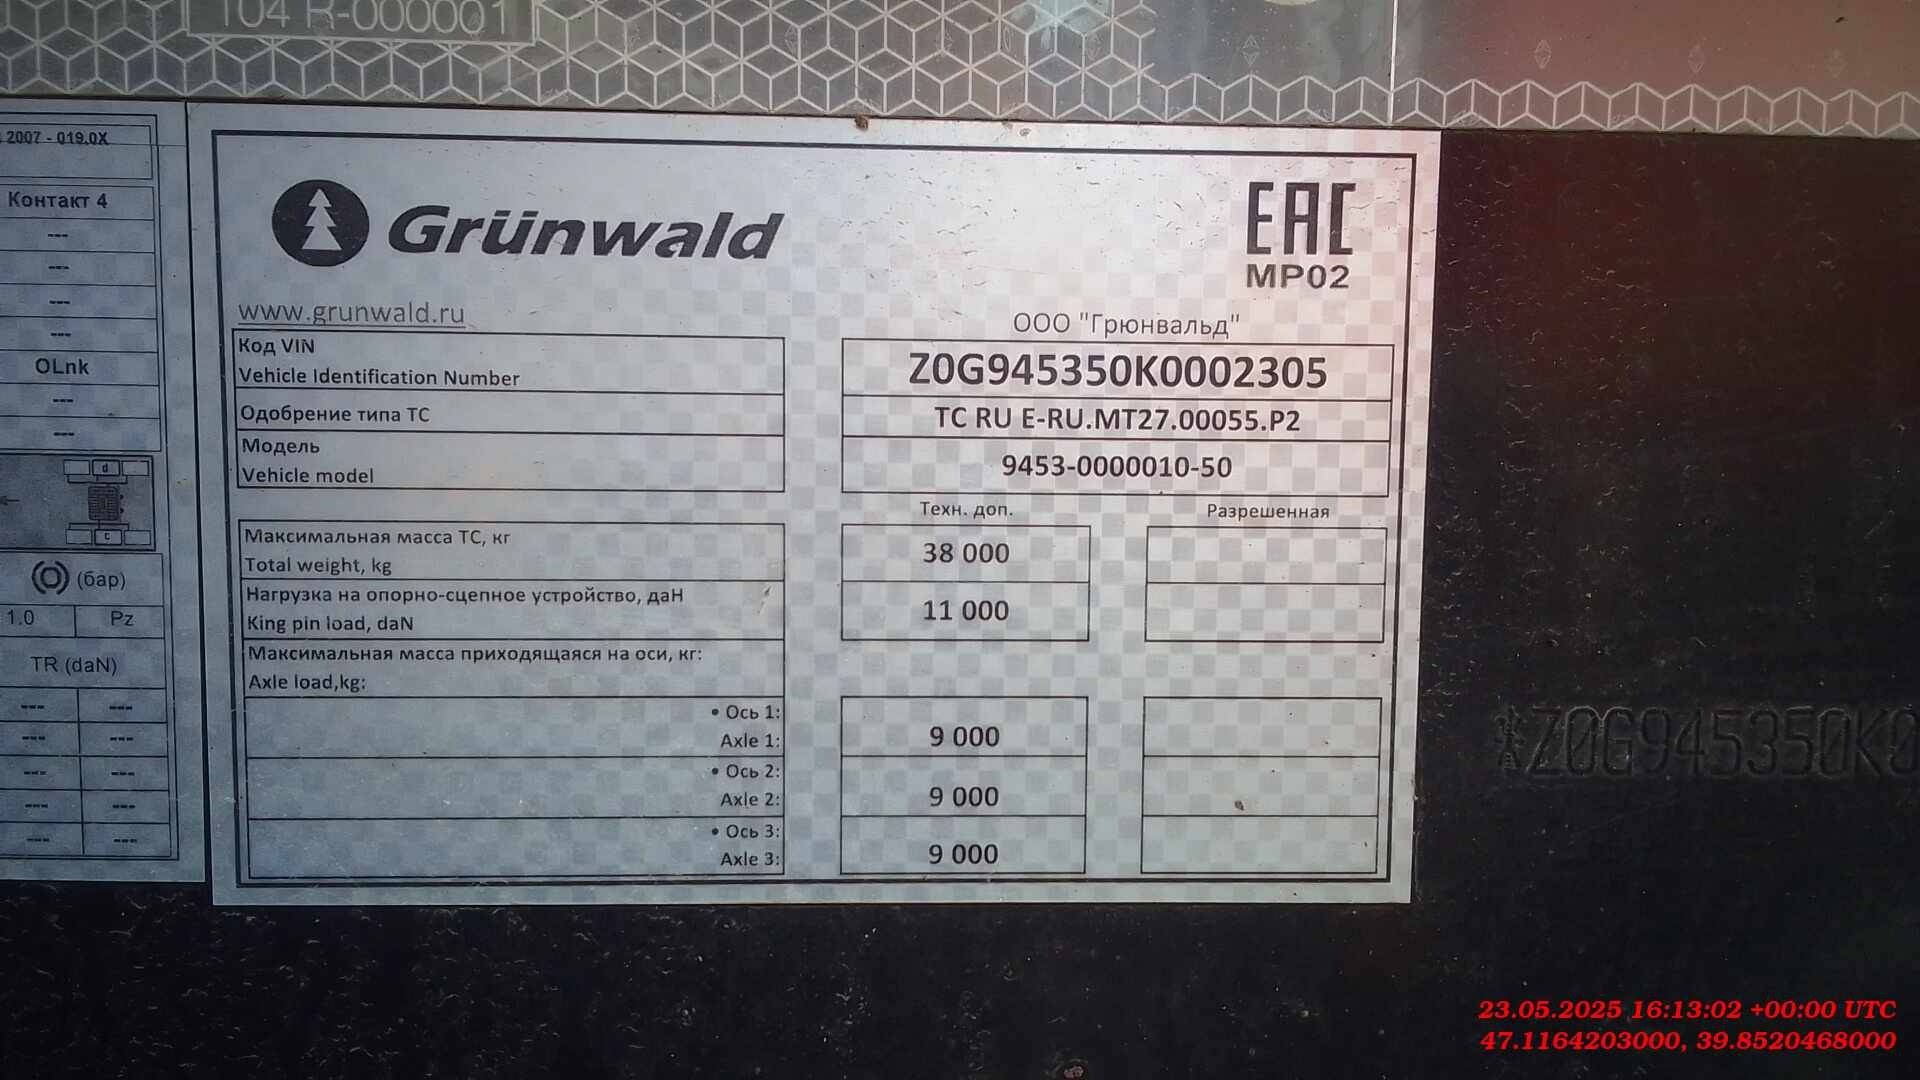 104 R-000001
2007 - 019.0X
Контакт 4
---
---
---
---
OLnk
---
---
d
c
(бар)
1.0 Pz
TR (daN)
--- ---
--- ---
--- ---
--- ---
--- ---
Grünwald
EAC
MP02
www.grunwald.ru
ООО "Грюнвальд"
Код VIN
Vehicle Identification Number
Z0G945350K0002305
Одобрение типа ТС
ТС RU E-RU.MT27.00055.P2
Модель
Vehicle model
9453-0000010-50
Техн. доп. Разрешенная
Максимальная масса ТС, кг
Total weight, kg
38 000
Нагрузка на опорно-сцепное устройство, даН
King pin load, daN
11 000
Максимальная масса приходящаяся на оси, кг:
Axle load,kg:
• Ось 1:
Axle 1:
9 000
• Ось 2:
Axle 2:
9 000
• Ось 3:
Axle 3:
9 000
Z0G945350K0
23.05.2025 16:13:02 +00:00 UTC
47.1164203000, 39.8520468000